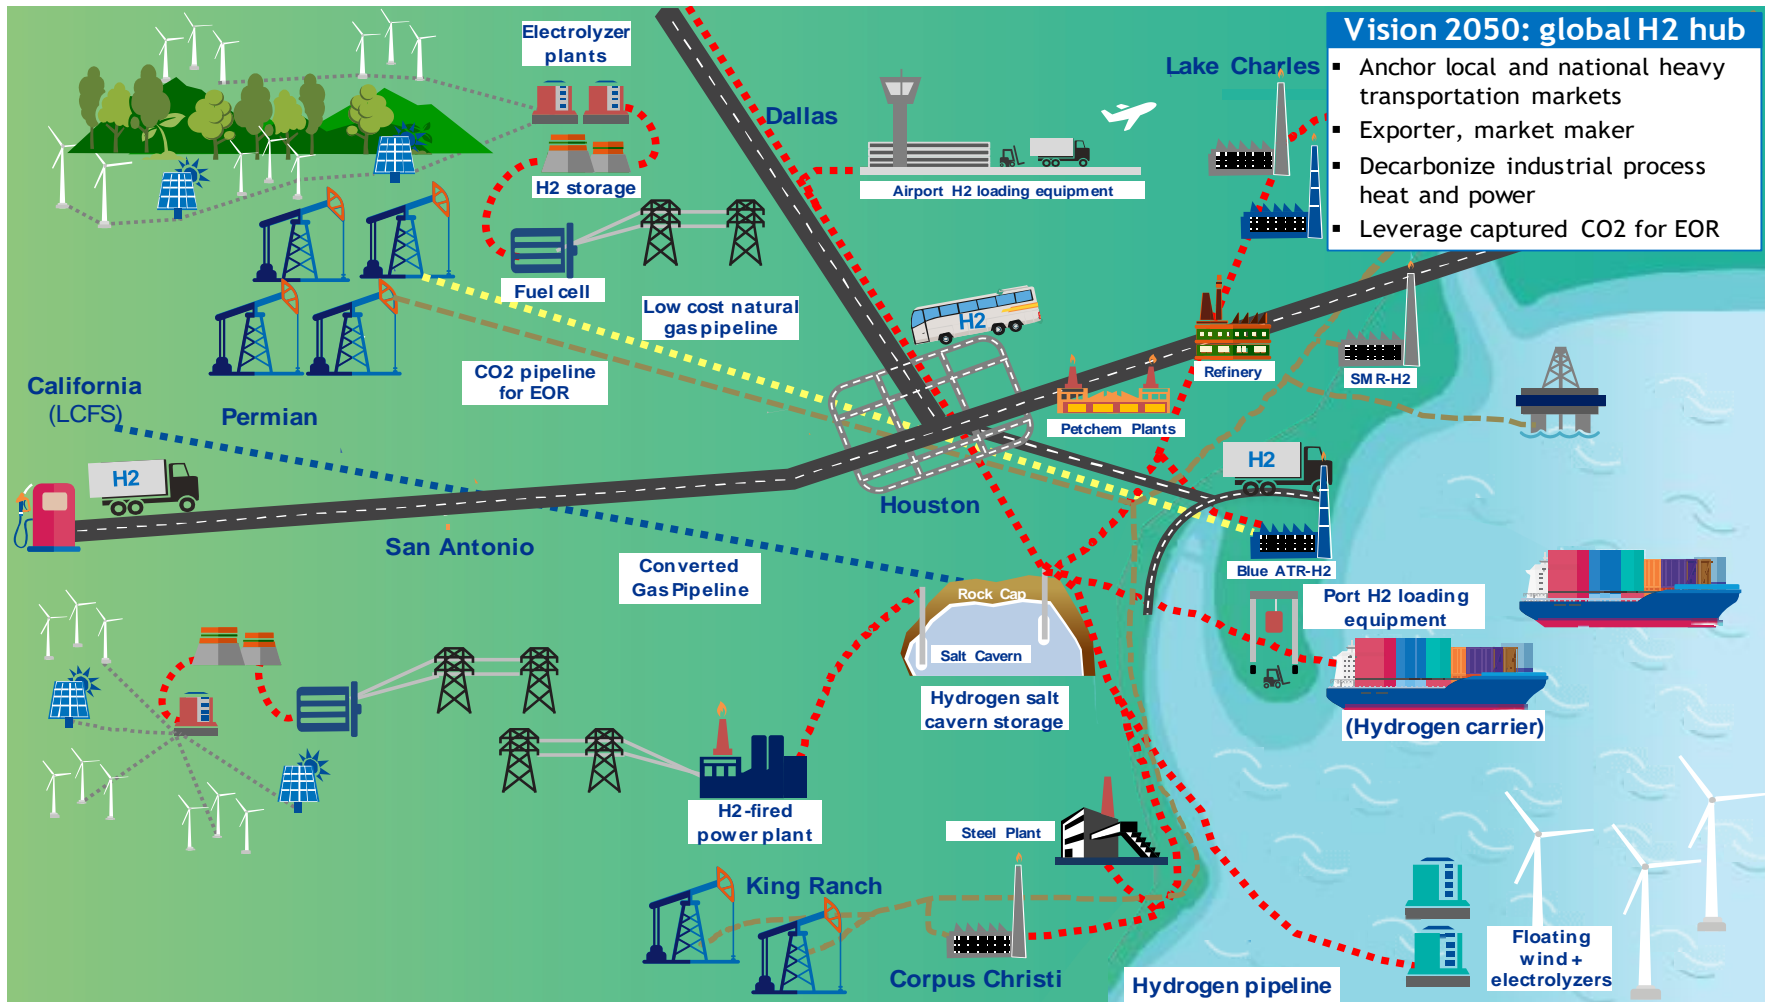 Vision 2050: global H2 hub
▪ Anchor local and national heavy
transportation markets
▪ Exporter, market maker
▪ Decarbonize industrial process
heat and power
▪ Leverage captured CO2 for EOR
Electrolyzer
plants
Lake Charles
Dallas
H2 storage
Airport H2 loading equipment
Fuel cell
Low cost natural
gas pipeline
H2
CO2 pipeline
for EOR
Refinery
SMR-H2
California
(LCFS)
Permian
Petchem Plants
H2
H2
Houston
San Antonio
Converted
Gas Pipeline
Blue ATR-H2
Rock Cap
Port H2 loading
equipment
Salt Cavern
Hydrogen salt
cavern storage
(Hydrogen carrier)
H2-fired
power plant
Steel Plant
King Ranch
Floating
wind +
electrolyzers
Corpus Christi
Hydrogen pipeline